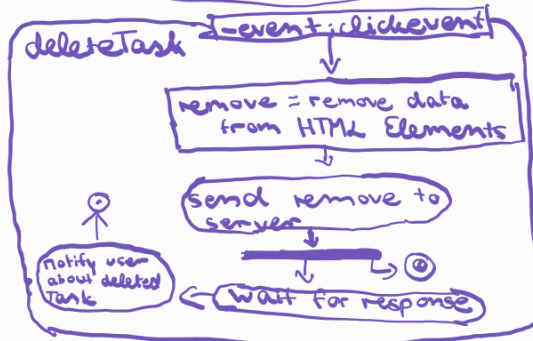 deleteTask
-event:clickevent
remove = remove data
from HTML Elements
send remove to
server
wait for response
notify user
about deleted
Task